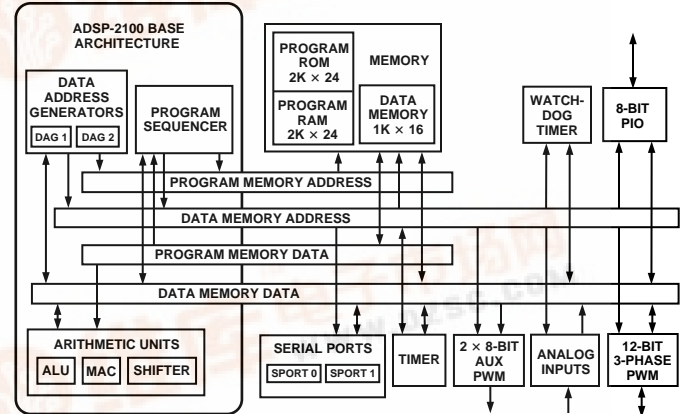 ADSP-2100 BASE
ARCHITECTURE
DATA
ADDRESS
GENERATORS
DAG 1
DAG 2
PROGRAM
SEQUENCER
PROGRAM
ROM
2K × 24
PROGRAM
RAM
2K × 24
MEMORY
DATA
MEMORY
1K × 16
WATCH-
DOG
TIMER
8-BIT
PIO
PROGRAM MEMORY ADDRESS
DATA MEMORY ADDRESS
PROGRAM MEMORY DATA
DATA MEMORY DATA
ARITHMETIC UNITS
ALU
MAC
SHIFTER
SERIAL PORTS
SPORT 0
SPORT 1
TIMER
2 × 8-BIT
AUX
PWM
ANALOG
INPUTS
12-BIT
3-PHASE
PWM